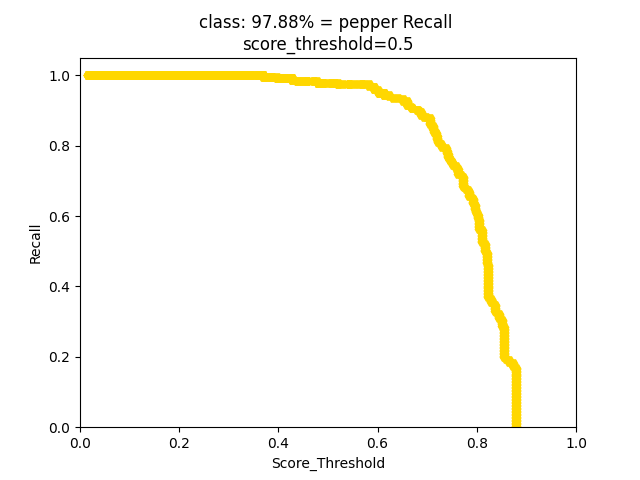 class: 97.88% = pepper Recall
score_threshold=0.5
1.0
0.8
0.6
0.4
0.2
0.0
Recall
0.0 0.2 0.4 0.6 0.8 1.0
Score_Threshold